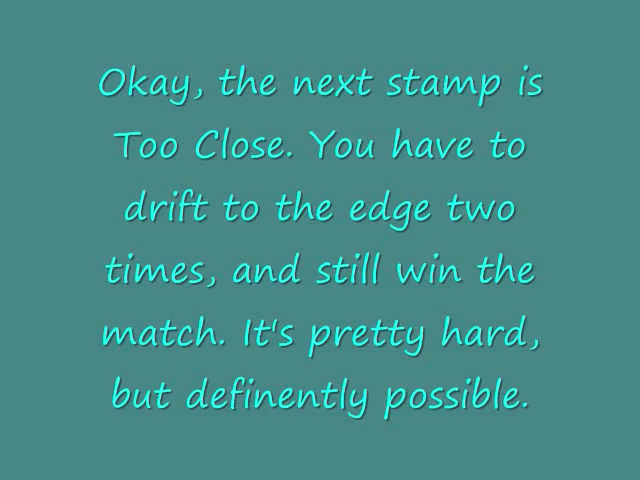 Okay, the next stamp is
Too Close. You have to
drift to the edge two
times, and still win the
match. It's pretty hard,
but definently possible.